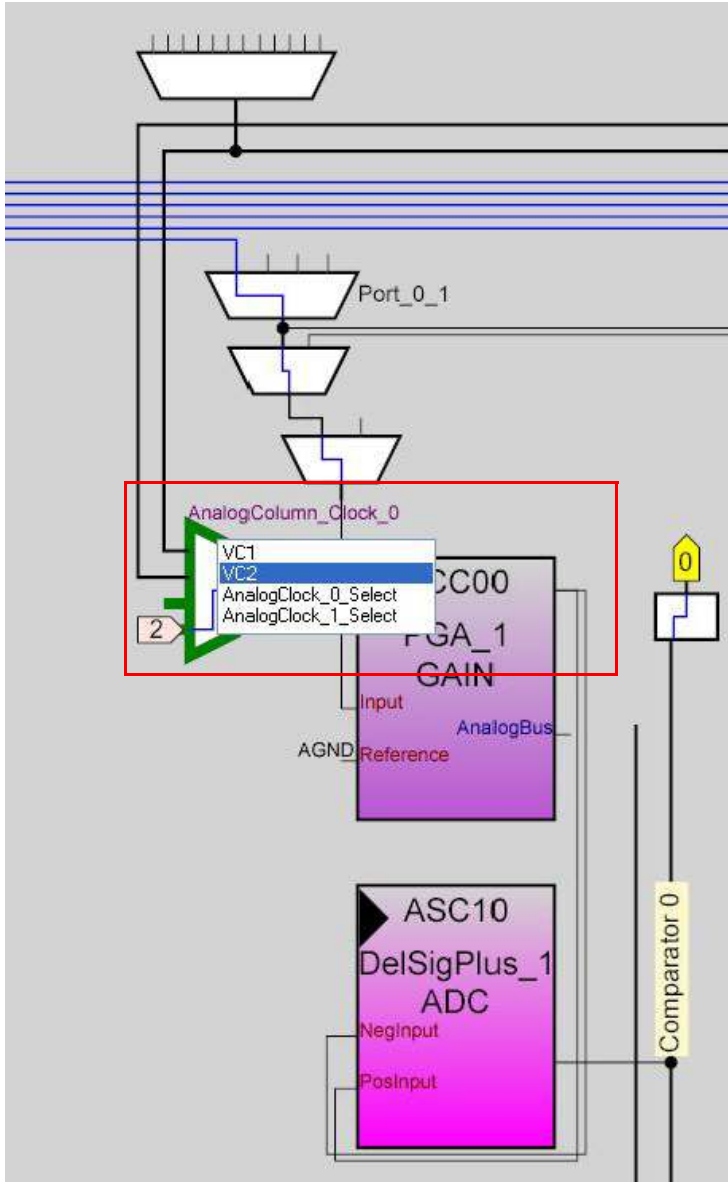 Port_0_1
AnalogColumn_Clock_0
VC1
VC2
AnalogClock_0_Select
AnalogClock_1_Select
2
CC00
PGA_1
GAIN
Input
AnalogBus
AGND
Reference
0
ASC10
DelSigPlus_1
ADC
NegInput
PosInput
Comparator 0